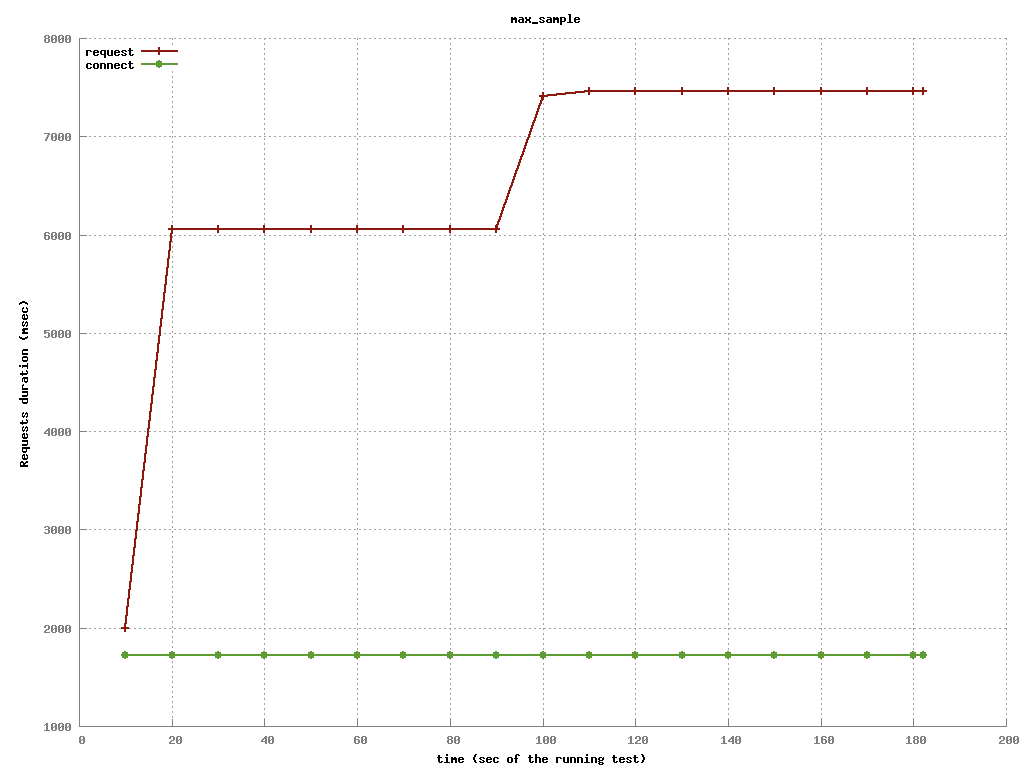 max_sample
8000
request
connect
7000
6000
5000
Requests duration (msec)
4000
3000
2000
1000
0 20 40 60 80 100 120 140 160 180 200
time (sec of the running test)